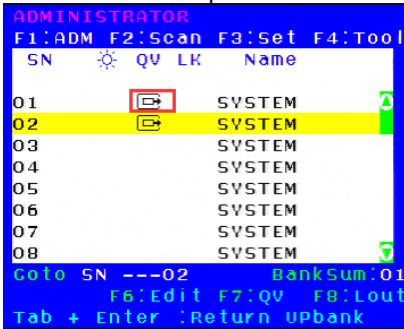 ADMINISTRATOR
F1:ADM F2:Scan F3:Set F4:Tool
SN QV LK Name
01 SYSTEM
02 SYSTEM
03 SYSTEM
04 SYSTEM
05 SYSTEM
06 SYSTEM
07 SYSTEM
08 SYSTEM
Goto SN ---02 BankSum:01
F6:Edit F7:QV F8:Lout
Tab + Enter :Return UPbank